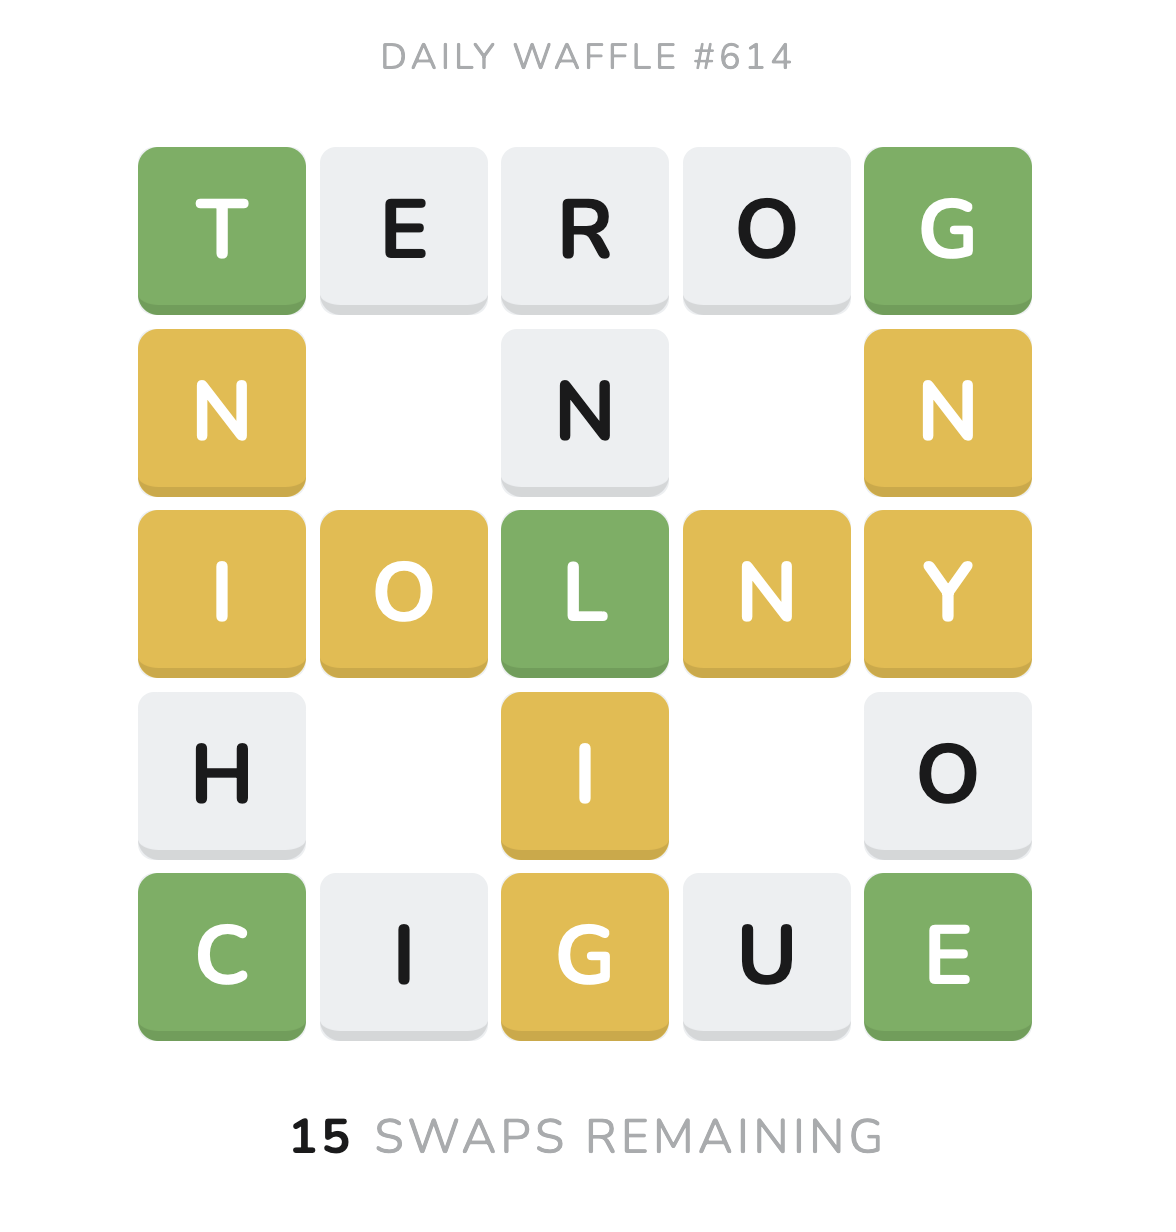 DAILY WAFFLE #614
T E R O G
N N N
I O L N Y
H I O
C I G U E
15 SWAPS REMAINING